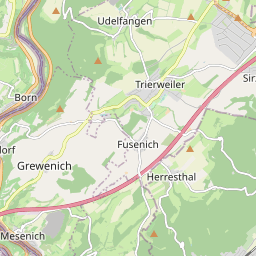 Udelfangen
Trierweiler
Sir
Born
dorf
Fusenich
Grewenich
Herresthal
Mesenich